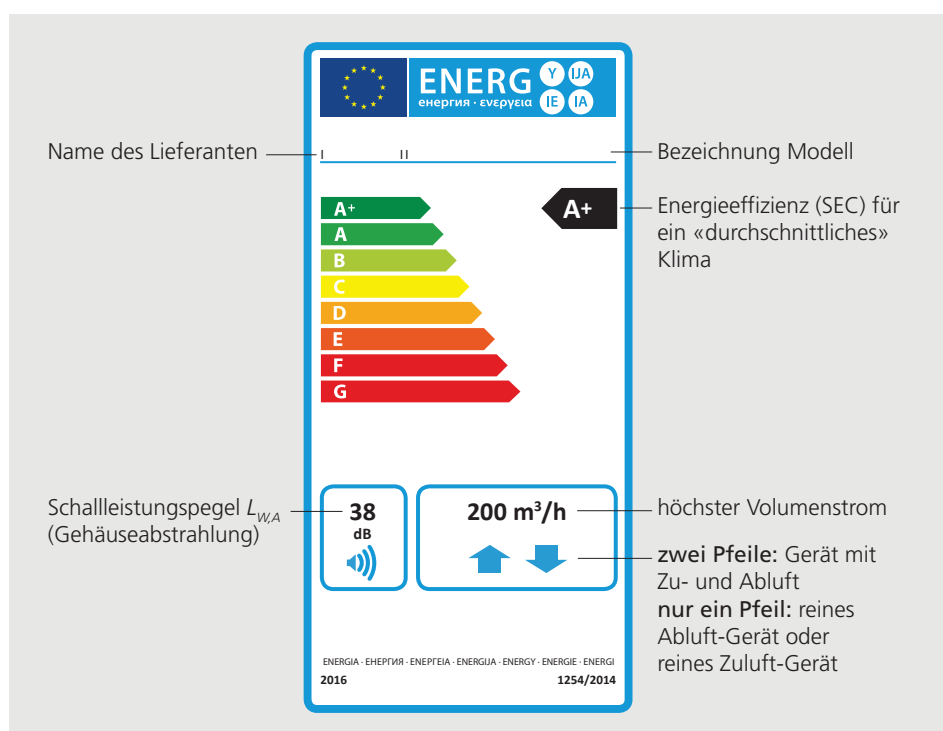 ENERG Y IJA
енергия · ενεργεια IE IA
Name des Lieferanten
I II
Bezeichnung Modell
A+
A
B
C
D
E
F
G
A+
Energieeffizienz (SEC) für
ein «durchschnittliches»
Klima
Schallleistungspegel L W,A
(Gehäuseabstrahlung)
38
dB
200 m³/h
höchster Volumenstrom
zwei Pfeile: Gerät mit
Zu- und Abluft
nur ein Pfeil: reines
Abluft-Gerät oder
reines Zuluft-Gerät
ENERGIA · ЕНЕРГИЯ · ΕΝΕΡΓΕΙΑ · ENERGIJA · ENERGY · ENERGIE · ENERGI
2016 1254/2014